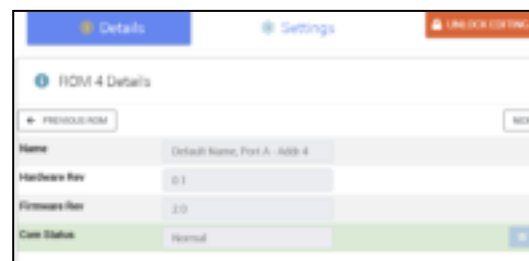 Details Settings UNLOCK EDITING
ROM 4 Details
← PREVIOUS ROM
Name Default Name, Port A - Addr 4
Hardware Rev 0.1
Firmware Rev 2.0
Com Status Normal